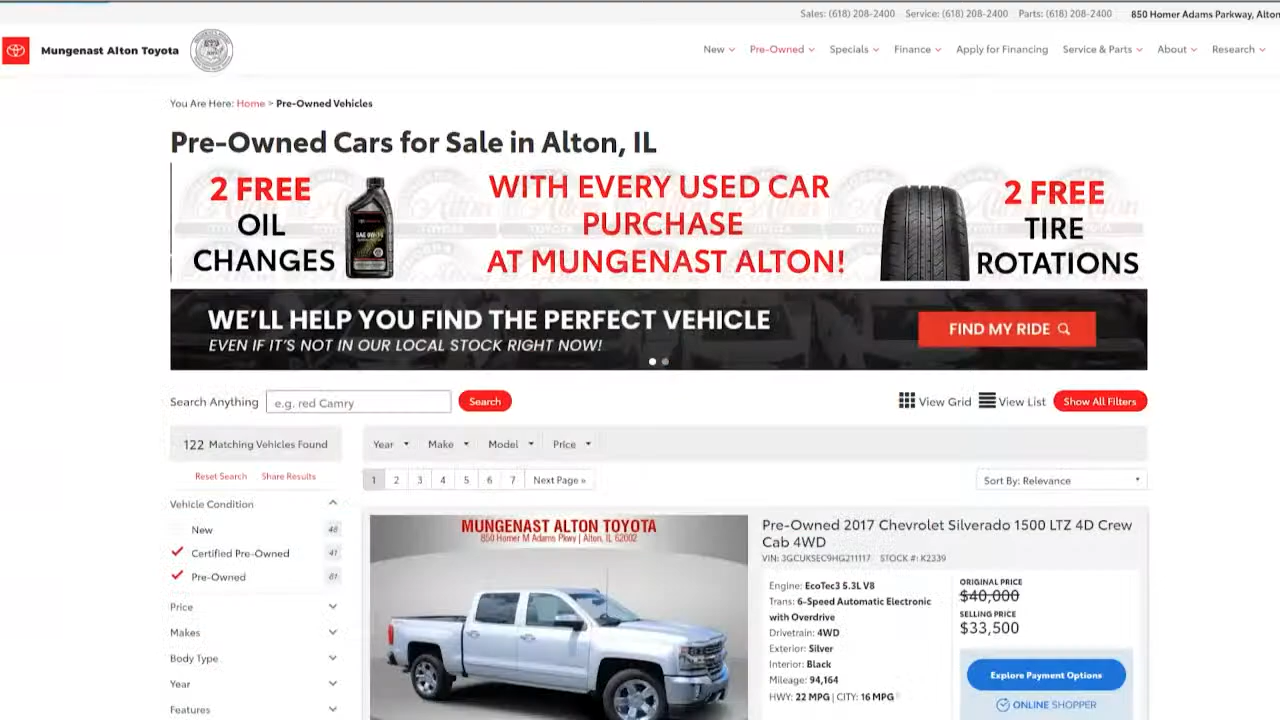 Sales: (618) 208-2400 Service: (618) 208-2400 Parts: (618) 208-2400 850 Homer Adams Parkway, Alton
Mungenast Alton Toyota
New Pre-Owned Specials Finance Apply for Financing Service & Parts About Research
You Are Here: Home > Pre-Owned Vehicles
Pre-Owned Cars for Sale in Alton, IL
2 FREE
OIL
CHANGES
WITH EVERY USED CAR
PURCHASE
AT MUNGENAST ALTON!
2 FREE
TIRE
ROTATIONS
WE'LL HELP YOU FIND THE PERFECT VEHICLE
EVEN IF IT'S NOT IN OUR LOCAL STOCK RIGHT NOW!
FIND MY RIDE
Search Anything e.g. red Camry Search View Grid View List Show All Filters
122 Matching Vehicles Found
Year Make Model Price
Reset Search Share Results
1 2 3 4 5 6 7 Next Page »
Sort By: Relevance
Vehicle Condition
New 48
Certified Pre-Owned 41
Pre-Owned 81
Price
Makes
Body Type
Year
Features
MUNGENAST ALTON TOYOTA
850 Homer M Adams Pkwy | Alton, IL 62002
Pre-Owned 2017 Chevrolet Silverado 1500 LTZ 4D Crew
Cab 4WD
VIN: 3GCUKSEC9HG211117 STOCK #: K2339
Engine: EcoTec3 5.3L V8
Trans: 6-Speed Automatic Electronic
with Overdrive
Drivetrain: 4WD
Exterior: Silver
Interior: Black
Mileage: 94,164
HWY: 22 MPG | CITY: 16 MPG
ORIGINAL PRICE
$40,000
SELLING PRICE
$33,500
Explore Payment Options
ONLINE SHOPPER